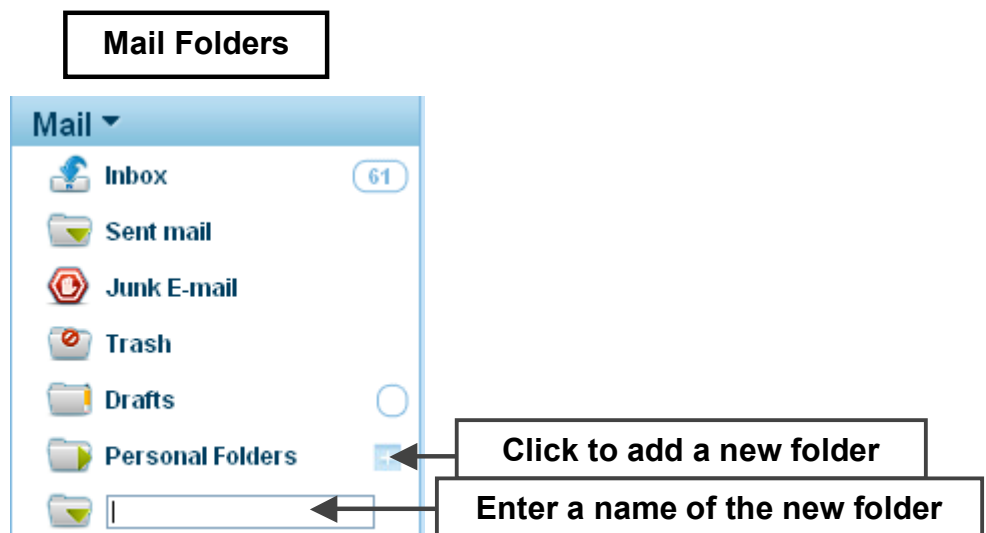 Mail Folders
Mail
Inbox 61
Sent mail
Junk E-mail
Trash
Drafts
Personal Folders + Click to add a new folder
Enter a name of the new folder